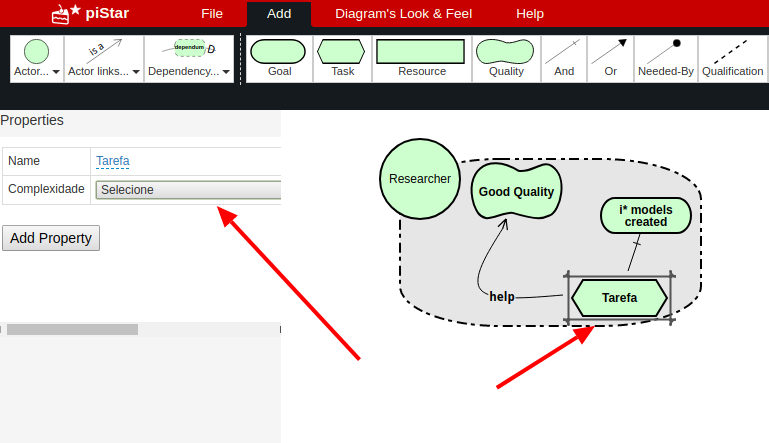 piStar File Add Diagram's Look & Feel Help
is a dependum D
Actor... Actor links... Dependency... Goal Task Resource Quality And Or Needed-By Qualification
Properties
Name Tarefa
Complexidade Selecione
Add Property
Researcher
Good Quality
i* models
created
help
Tarefa